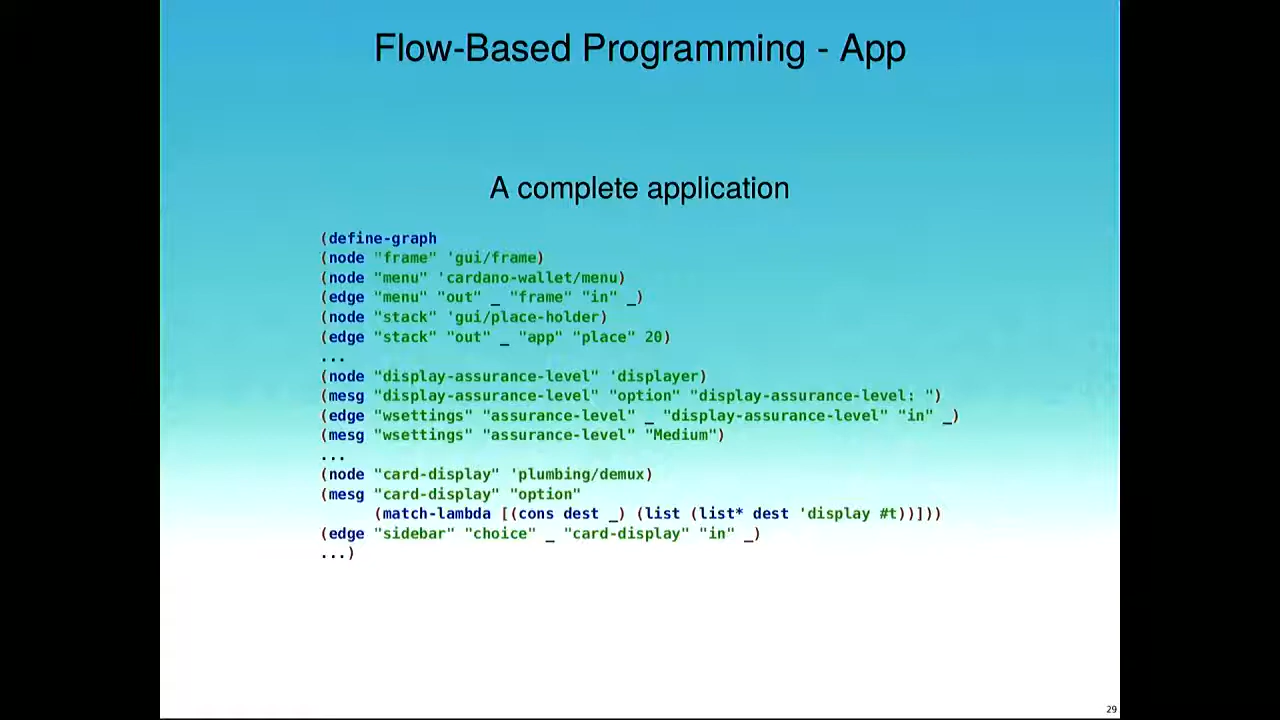 Flow-Based Programming - App
A complete application
(define-graph
(node "frame" 'gui/frame)
(node "menu" 'cardano-wallet/menu)
(edge "menu" "out" _ "frame" "in" _)
(node "stack" 'gui/place-holder)
(edge "stack" "out" _ "app" "place" 20)
...
(node "display-assurance-level" 'displayer)
(mesg "display-assurance-level" "option" "display-assurance-level: ")
(edge "wsettings" "assurance-level" _ "display-assurance-level" "in" _)
(mesg "wsettings" "assurance-level" "Medium")
...
(node "card-display" 'plumbing/demux)
(mesg "card-display" "option"
(match-lambda [(cons dest _) (list (list* dest 'display #t))]))
(edge "sidebar" "choice" _ "card-display" "in" _)
...)
29